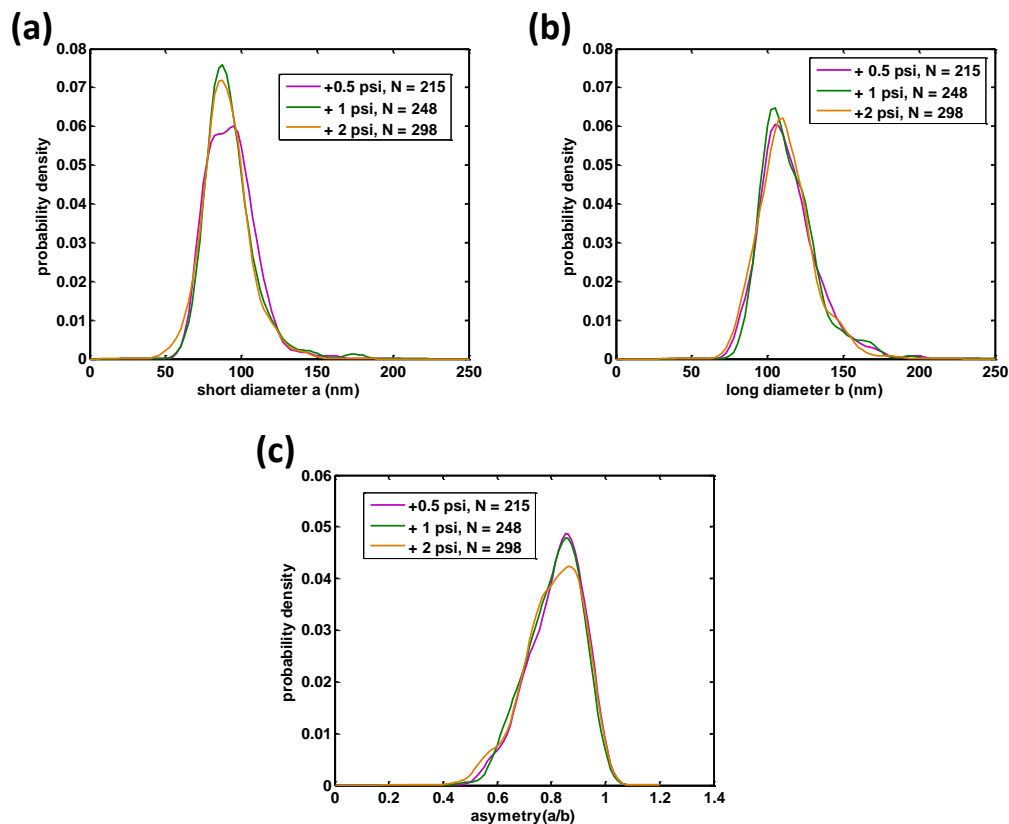 (a)
0.08
0.07
0.06
0.05
0.04
0.03
0.02
0.01
0
probability density
+0.5 psi, N = 215
+ 1 psi, N = 248
+ 2 psi, N = 298
0 50 100 150 200 250
short diameter a (nm)
(b)
0.08
0.07
0.06
0.05
0.04
0.03
0.02
0.01
0
probability density
+ 0.5 psi, N = 215
+ 1 psi, N = 248
+2 psi, N = 298
0 50 100 150 200 250
long diameter b (nm)
(c)
0.06
0.05
0.04
0.03
0.02
0.01
0
probability density
+0.5 psi, N = 215
+ 1 psi, N = 248
+ 2 psi, N = 298
0 0.2 0.4 0.6 0.8 1 1.2 1.4
asymetry(a/b)